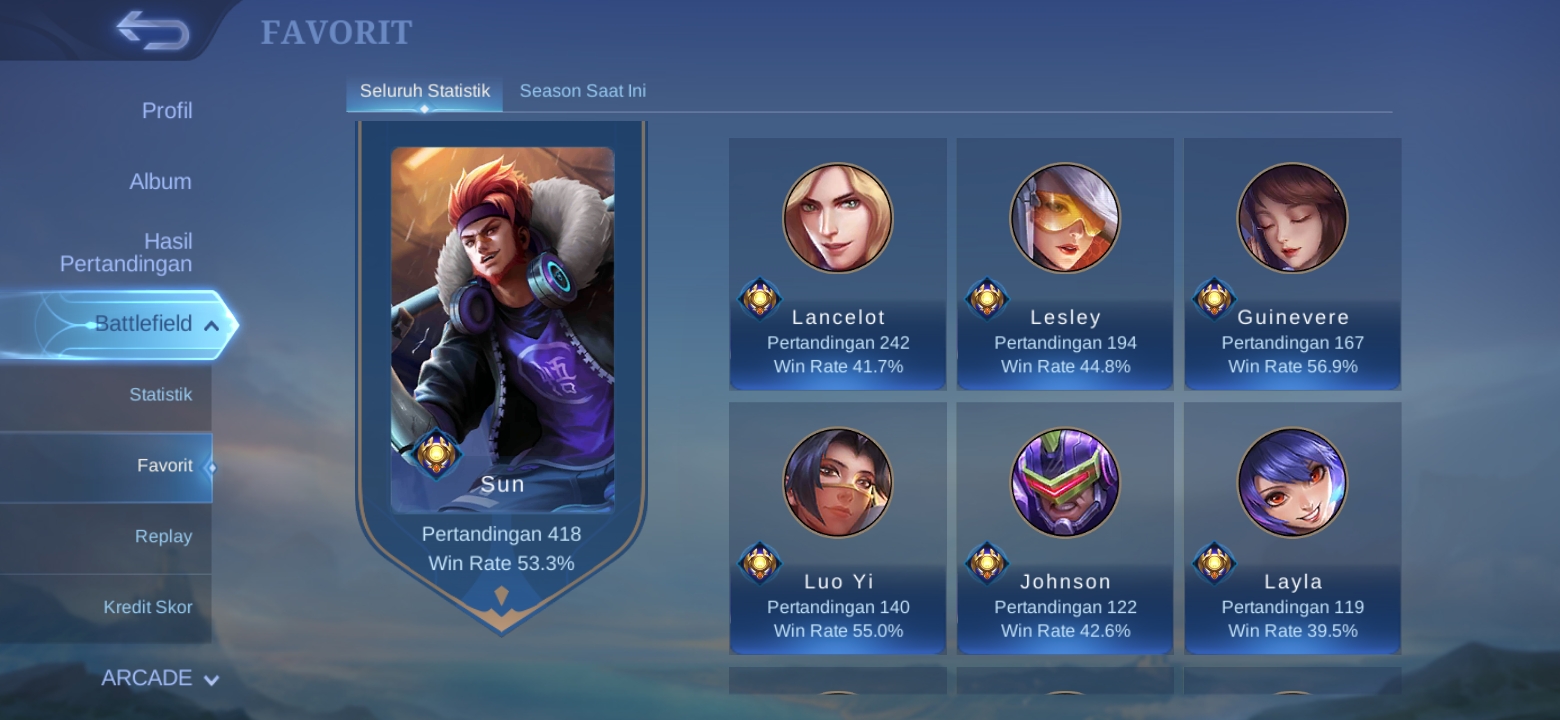 FAVORIT
Profil
Album
Hasil
Pertandingan
Battlefield
Statistik
Favorit
Replay
Kredit Skor
ARCADE
Seluruh Statistik
Season Saat Ini
悟
Sun
Pertandingan 418
Win Rate 53.3%
Lancelot
Pertandingan 242
Win Rate 41.7%
Lesley
Pertandingan 194
Win Rate 44.8%
Guinevere
Pertandingan 167
Win Rate 56.9%
Luo Yi
Pertandingan 140
Win Rate 55.0%
Johnson
Pertandingan 122
Win Rate 42.6%
Layla
Pertandingan 119
Win Rate 39.5%